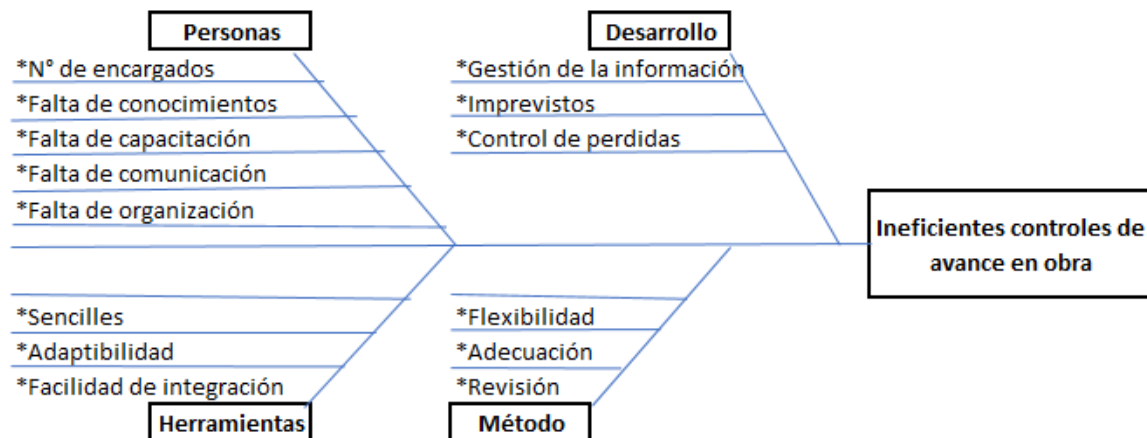 Personas
*N° de encargados
*Falta de conocimientos
*Falta de capacitación
*Falta de comunicación
*Falta de organización
Desarrollo
*Gestión de la información
*Imprevistos
*Control de perdidas
Ineficientes controles de
avance en obra
*Sencilles
*Adaptibilidad
*Facilidad de integración
Herramientas
*Flexibilidad
*Adecuación
*Revisión
Método